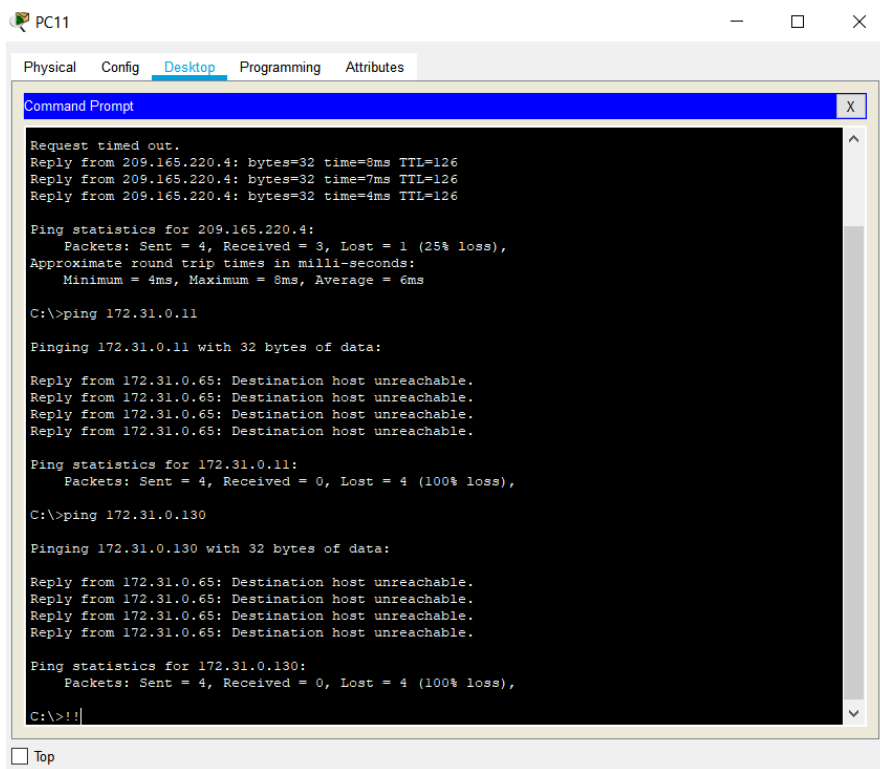 PC11
Physical Config Desktop Programming Attributes
Command Prompt
X
Request timed out.
Reply from 209.165.220.4: bytes=32 time=8ms TTL=126
Reply from 209.165.220.4: bytes=32 time=7ms TTL=126
Reply from 209.165.220.4: bytes=32 time=4ms TTL=126
Ping statistics for 209.165.220.4:
Packets: Sent = 4, Received = 3, Lost = 1 (25% loss),
Approximate round trip times in milli-seconds:
Minimum = 4ms, Maximum = 8ms, Average = 6ms
C:\>ping 172.31.0.11
Pinging 172.31.0.11 with 32 bytes of data:
Reply from 172.31.0.65: Destination host unreachable.
Reply from 172.31.0.65: Destination host unreachable.
Reply from 172.31.0.65: Destination host unreachable.
Reply from 172.31.0.65: Destination host unreachable.
Ping statistics for 172.31.0.11:
Packets: Sent = 4, Received = 0, Lost = 4 (100% loss),
C:\>ping 172.31.0.130
Pinging 172.31.0.130 with 32 bytes of data:
Reply from 172.31.0.65: Destination host unreachable.
Reply from 172.31.0.65: Destination host unreachable.
Reply from 172.31.0.65: Destination host unreachable.
Reply from 172.31.0.65: Destination host unreachable.
Ping statistics for 172.31.0.130:
Packets: Sent = 4, Received = 0, Lost = 4 (100% loss),
C:\>!!
Top